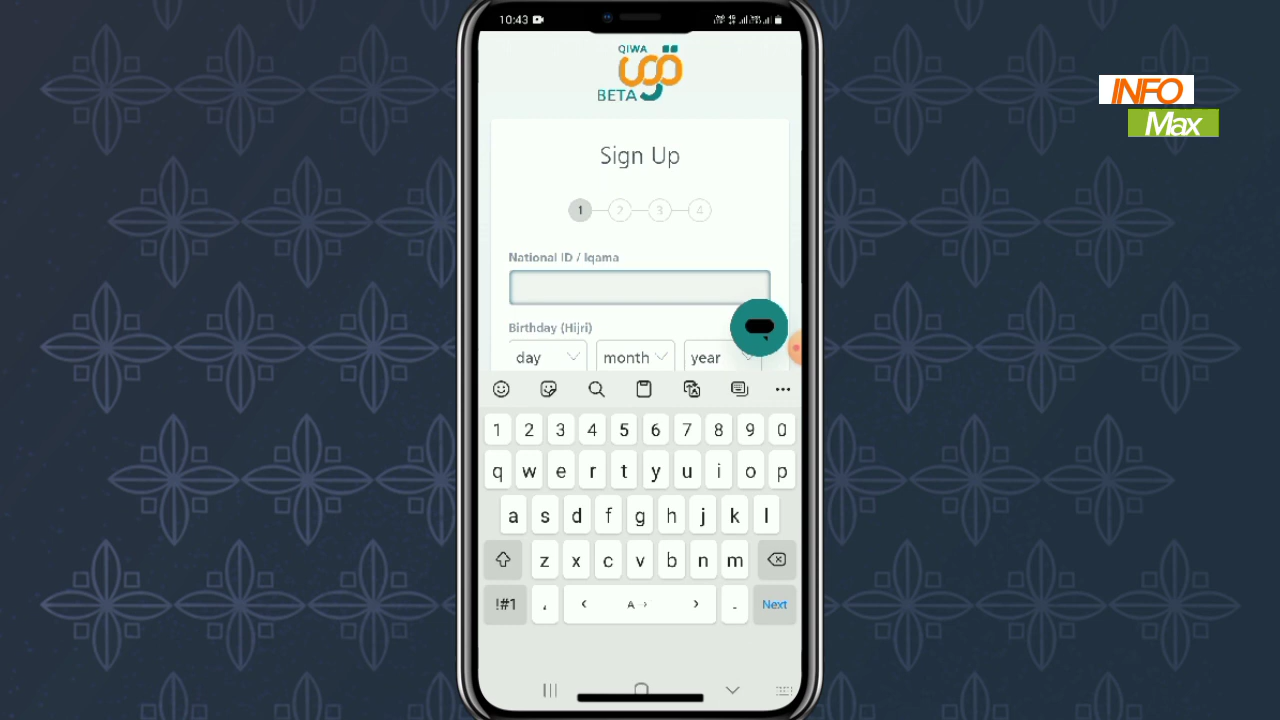 10:43
QIWA
قوى
BETA
INFO
Max
Sign Up
1 2 3 4
National ID / Iqama
Birthday (Hijri)
day month year
1 2 3 4 5 6 7 8 9 0
q w e r t y u i o p
a s d f g h j k l
z x c v b n m
!#1 , < A > .  Next